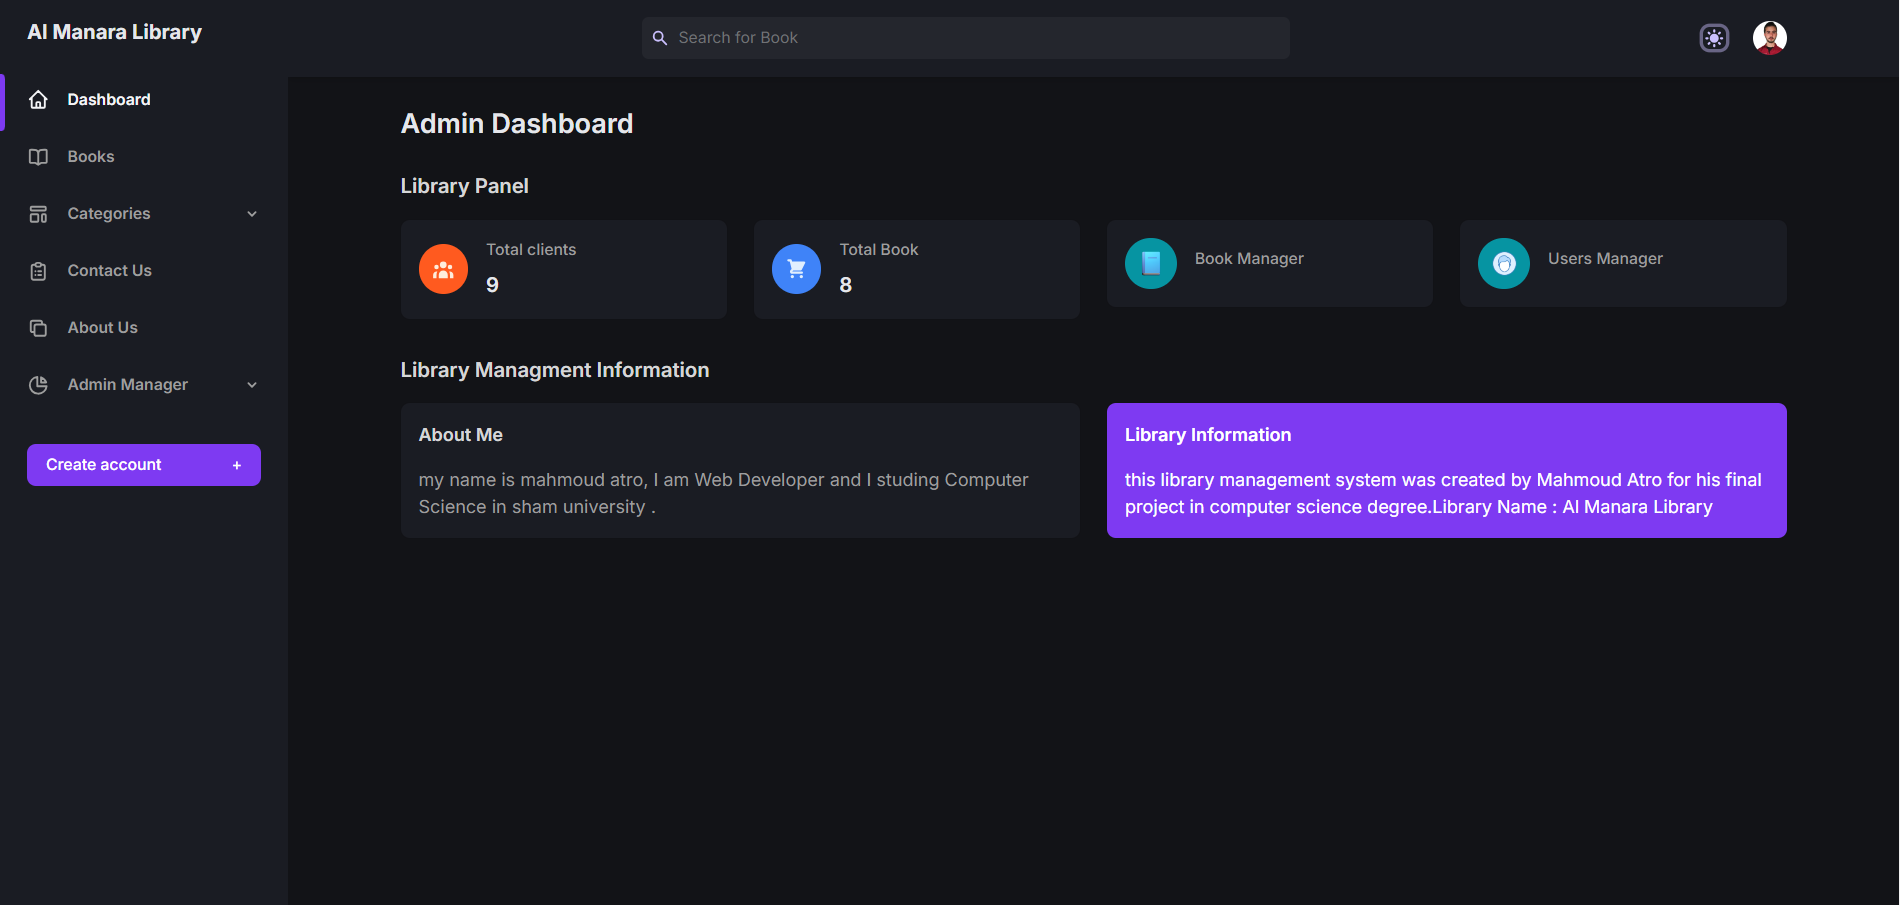 Al Manara Library
Search for Book
Dashboard
Books
Categories
Contact Us
About Us
Admin Manager
Create account +
Admin Dashboard
Library Panel
Total clients
9
Total Book
8
Book Manager
Users Manager
Library Managment Information
About Me
my name is mahmoud atro, I am Web Developer and I studing Computer
Science in sham university .
Library Information
this library management system was created by Mahmoud Atro for his final
project in computer science degree.Library Name : Al Manara Library